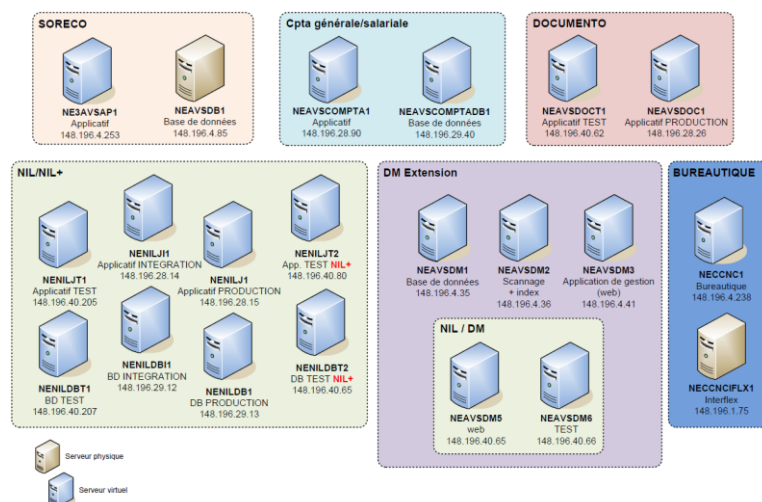 SORECO
NE3AVSAP1
Applicatif
148.196.4.253
NEAVSDB1
Base de données
148.196.4.85
Cpta générale/salariale
NEAVSCOMPTA1
Applicatif
148.196.28.90
NEAVSCOMPTADB1
Base de données
148.196.29.40
DOCUMENTO
NEAVSDOCT1
Applicatif TEST
148.196.40.62
NEAVSDOC1
Applicatif PRODUCTION
148.196.28.26
NIL/NIL+
NENILJT1
Applicatif TEST
148.196.40.205
NENILJI1
Applicatif INTEGRATION
148.196.28.14
NENILJ1
Applicatif PRODUCTION
148.196.28.15
NENILJT2
App. TEST NIL+
148.196.40.80
NENILDBT1
BD TEST
148.196.40.207
NENILDBI1
BD INTEGRATION
148.196.29.12
NENILDB1
DB PRODUCTION
148.196.29.13
NENILDBT2
DB TEST NIL+
148.196.40.65
DM Extension
NEAVSDM1
Base de données
148.196.4.35
NEAVSDM2
Scannage
+ index
148.196.4.36
NEAVSDM3
Application de gestion
(web)
148.196.4.41
NIL / DM
NEAVSDM5
web
148.196.40.65
NEAVSDM6
TEST
148.196.40.66
BUREAUTIQUE
NECCNC1
Bureautique
148.196.4.238
NECCNCIFLX1
Interflex
148.196.1.75
Serveur physique
Serveur virtuel